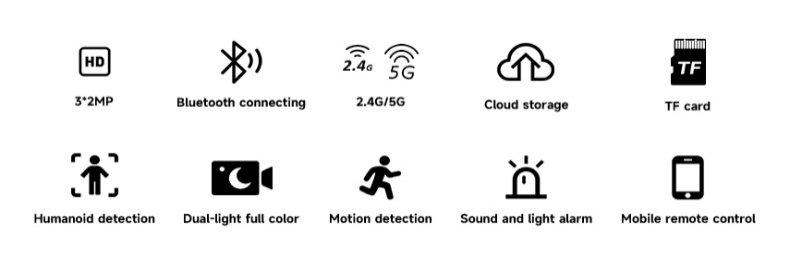 HD
2.4G 5G
TF
3*2MP
Bluetooth connecting
2.4G/5G
Cloud storage
TF card
Humanoid detection
Dual-light full color
Motion detection
Sound and light alarm
Mobile remote control